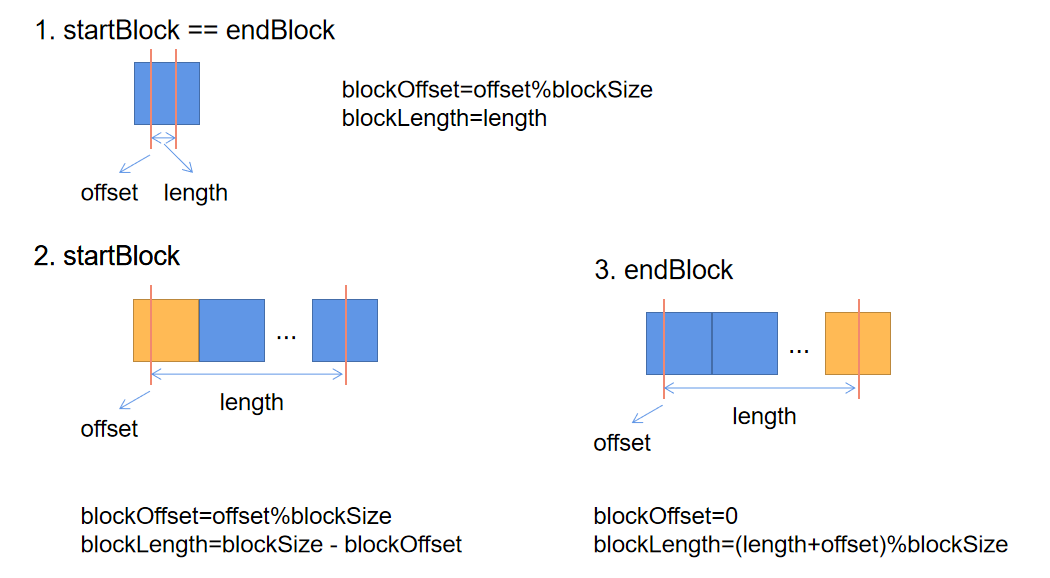 1. startBlock == endBlock
blockOffset=offset%blockSize
blockLength=length
offset
length
2. startBlock
...
length
offset
blockOffset=offset%blockSize
blockLength=blockSize - blockOffset
3. endBlock
...
length
offset
blockOffset=0
blockLength=(length+offset)%blockSize